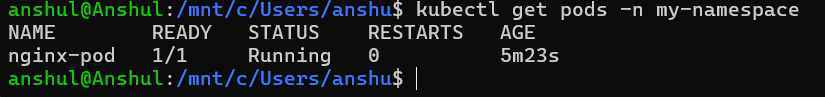 anshul@Anshul:/mnt/c/Users/anshu$ kubectl get pods -n my-namespace
NAME        READY   STATUS    RESTARTS   AGE
nginx-pod   1/1     Running   0          5m23s
anshul@Anshul:/mnt/c/Users/anshu$